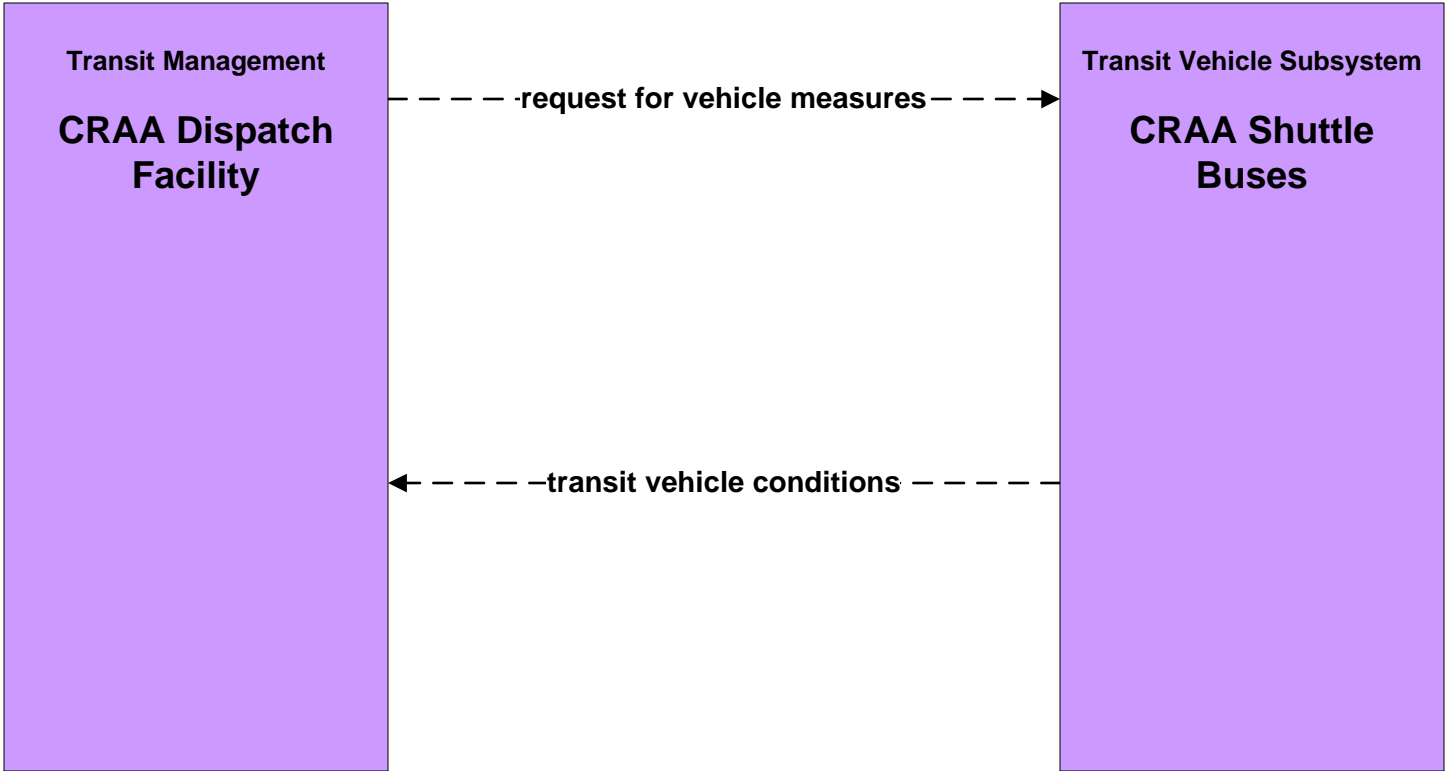 Transit Management
CRAA Dispatch
Facility
request for vehicle measures
Transit Vehicle Subsystem
CRAA Shuttle
Buses
transit vehicle conditions